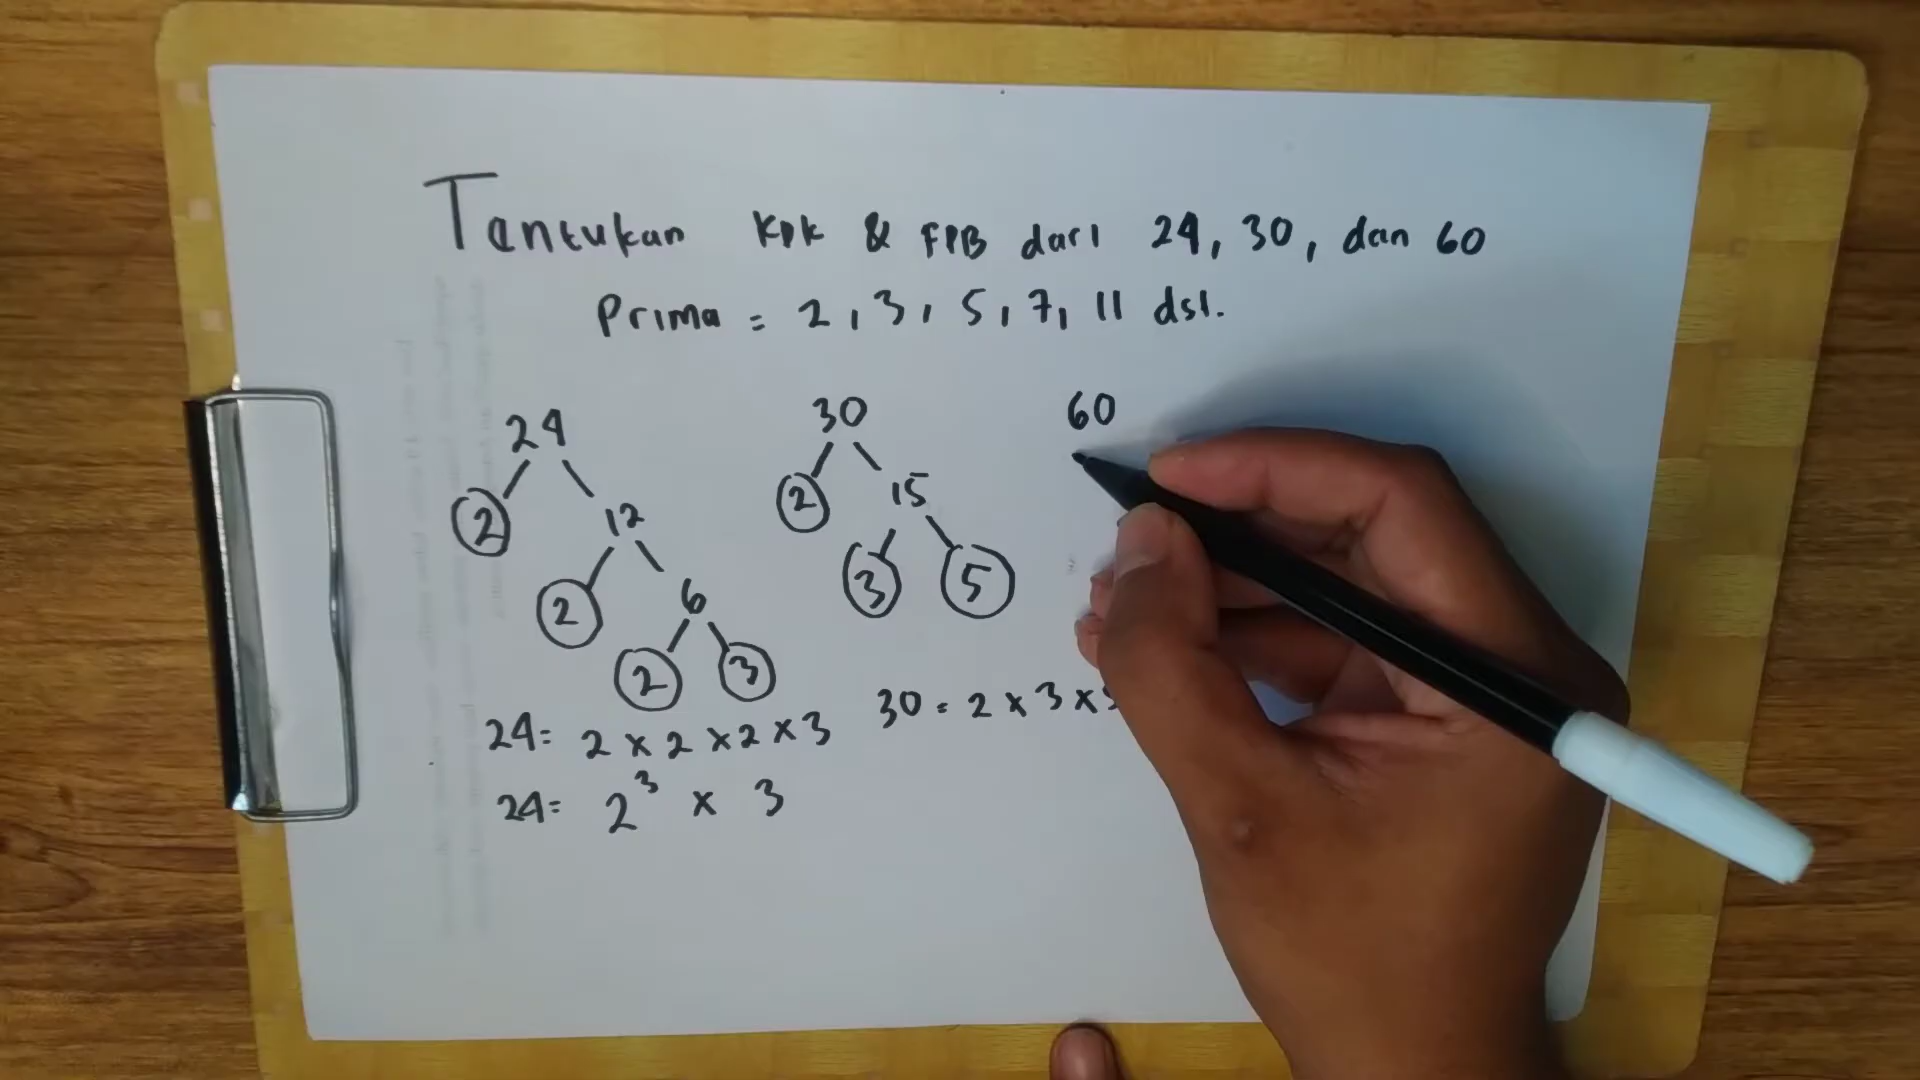 Tentukan KPK & FPB dari 24, 30, dan 60
Prima = 2, 3, 5, 7, 11 dsl.
24
2
12
2
6
2 3
30
2
15
3 5
60
24= 2 x 2 x 2 x 3
24= 2³ x 3
30 = 2 x 3 x 5